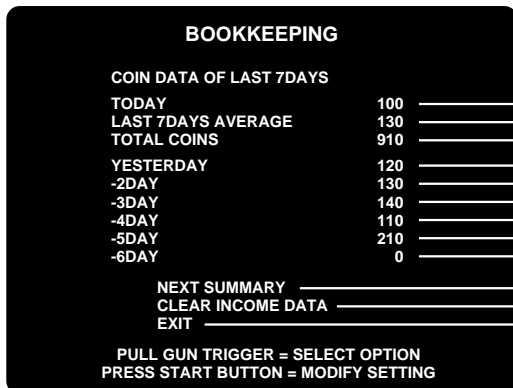 BOOKKEEPING
COIN DATA OF LAST 7DAYS
TODAY 100
LAST 7DAYS AVERAGE 130
TOTAL COINS 910
YESTERDAY 120
-2DAY 130
-3DAY 140
-4DAY 110
-5DAY 210
-6DAY 0
NEXT SUMMARY
CLEAR INCOME DATA
EXIT
PULL GUN TRIGGER = SELECT OPTION
PRESS START BUTTON = MODIFY SETTING